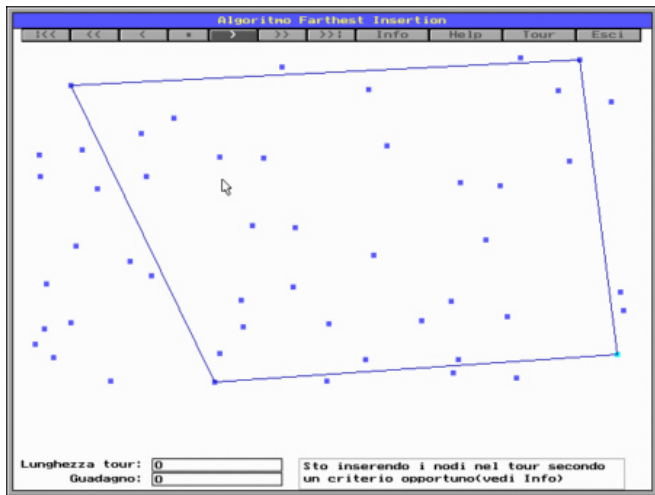 Algoritmo Farthest Insertion
:<< << < ▪ > >> >>: Info Help Tour Esci
Lunghezza tour: 0
Guadagno: 0
Sto inserendo i nodi nel tour secondo
un criterio opportuno(vedi Info)